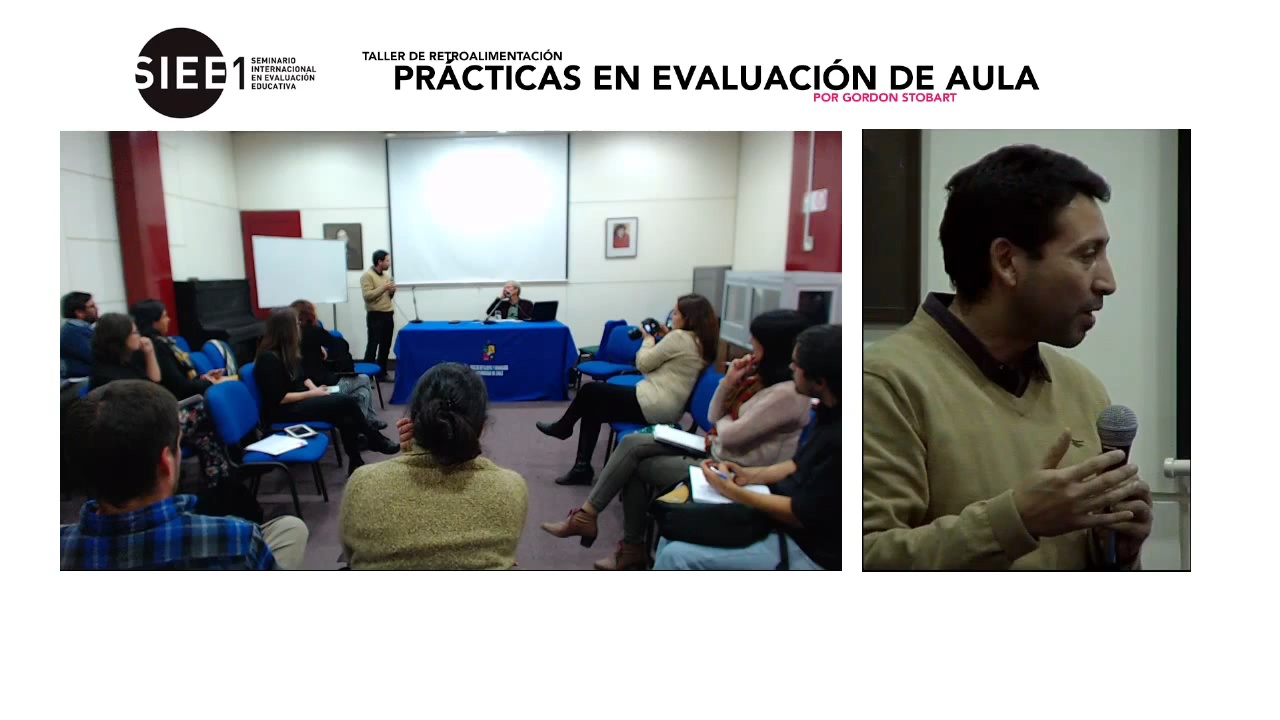 SIEE1
SEMINARIO
INTERNACIONAL
EN EVALUACIÓN
EDUCATIVA
TALLER DE RETROALIMENTACIÓN
PRÁCTICAS EN EVALUACIÓN DE AULA
POR GORDON STOBART